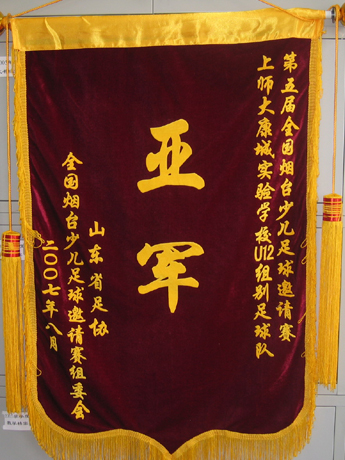 第五届全国烟台少儿足球邀请赛
上师大康城实验学校U12组别足球队
亚军
山东省足协
全国烟台少儿足球邀请赛组委会
二〇〇七年八月